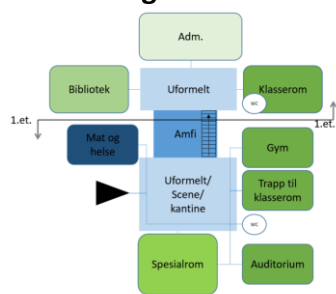 Adm.
Bibliotek
Uformelt
Klasserom
WC
1.et.
1.et.
Mat og
helse
Amfi
Gym
Uformelt/
Scene/
kantine
Trapp til
klasserom
WC
Spesialrom
Auditorium